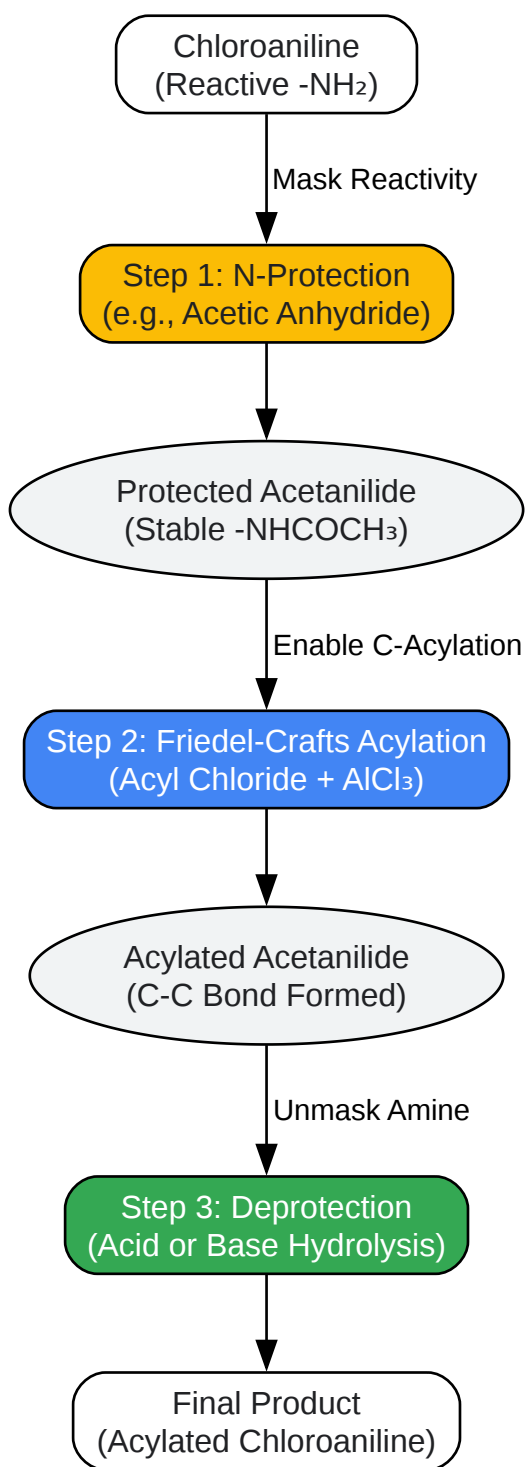 Chloroaniline
(Reactive -NH₂)
Mask Reactivity
Step 1: N-Protection
(e.g., Acetic Anhydride)
Protected Acetanilide
(Stable -NHCOCH₃)
Enable C-Acylation
Step 2: Friedel-Crafts Acylation
(Acyl Chloride + AlCl₃)
Acylated Acetanilide
(C-C Bond Formed)
Unmask Amine
Step 3: Deprotection
(Acid or Base Hydrolysis)
Final Product
(Acylated Chloroaniline)